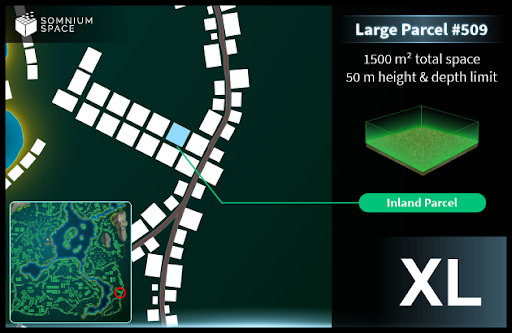 SOMNIUM
SPACE
Large Parcel #509
1500 m² total space
50 m height & depth limit
Inland Parcel
XL